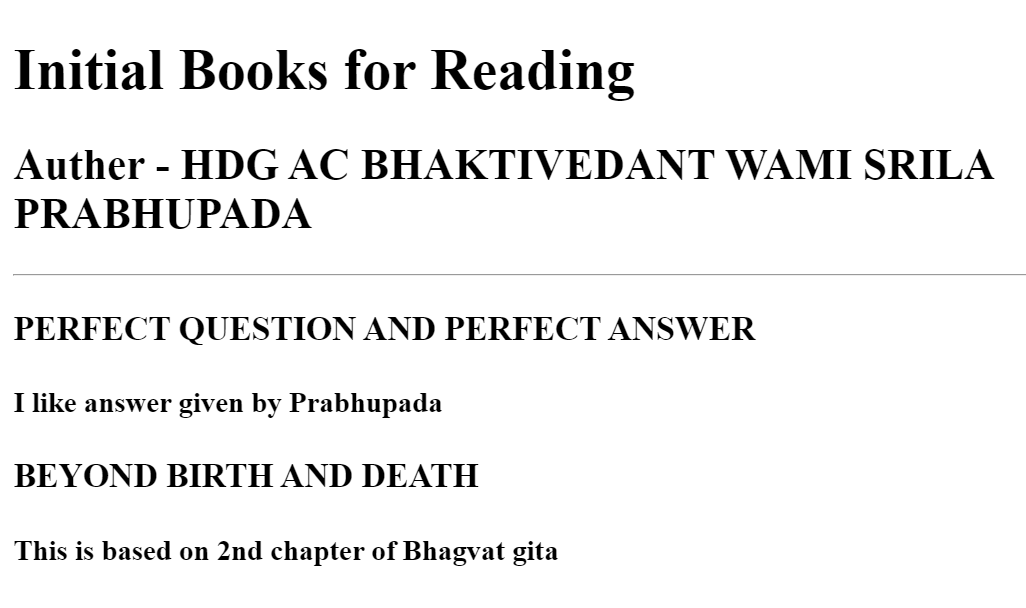 Initial Books for Reading
Auther - HDG AC BHAKTIVEDANT WAMI SRILA
PRABHUPADA
PERFECT QUESTION AND PERFECT ANSWER
I like answer given by Prabhupada
BEYOND BIRTH AND DEATH
This is based on 2nd chapter of Bhagvat gita